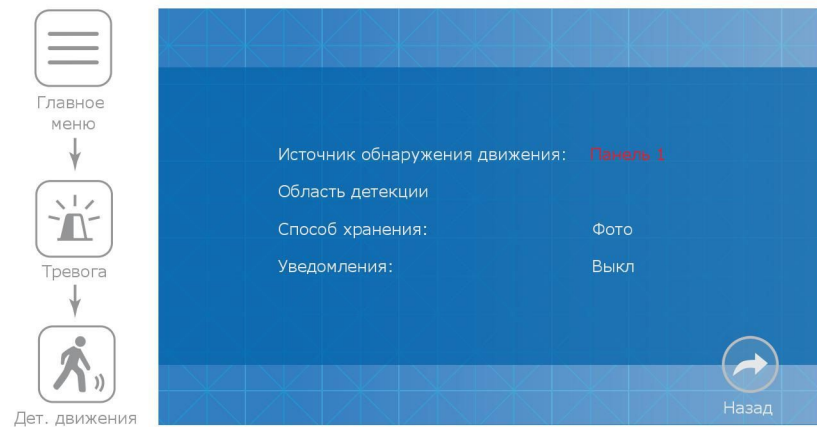 Главное
меню
Тревога
Дет. движения
Источник обнаружения движения: Панель 1
Область детекции
Способ хранения: Фото
Уведомления: Выкл
Назад